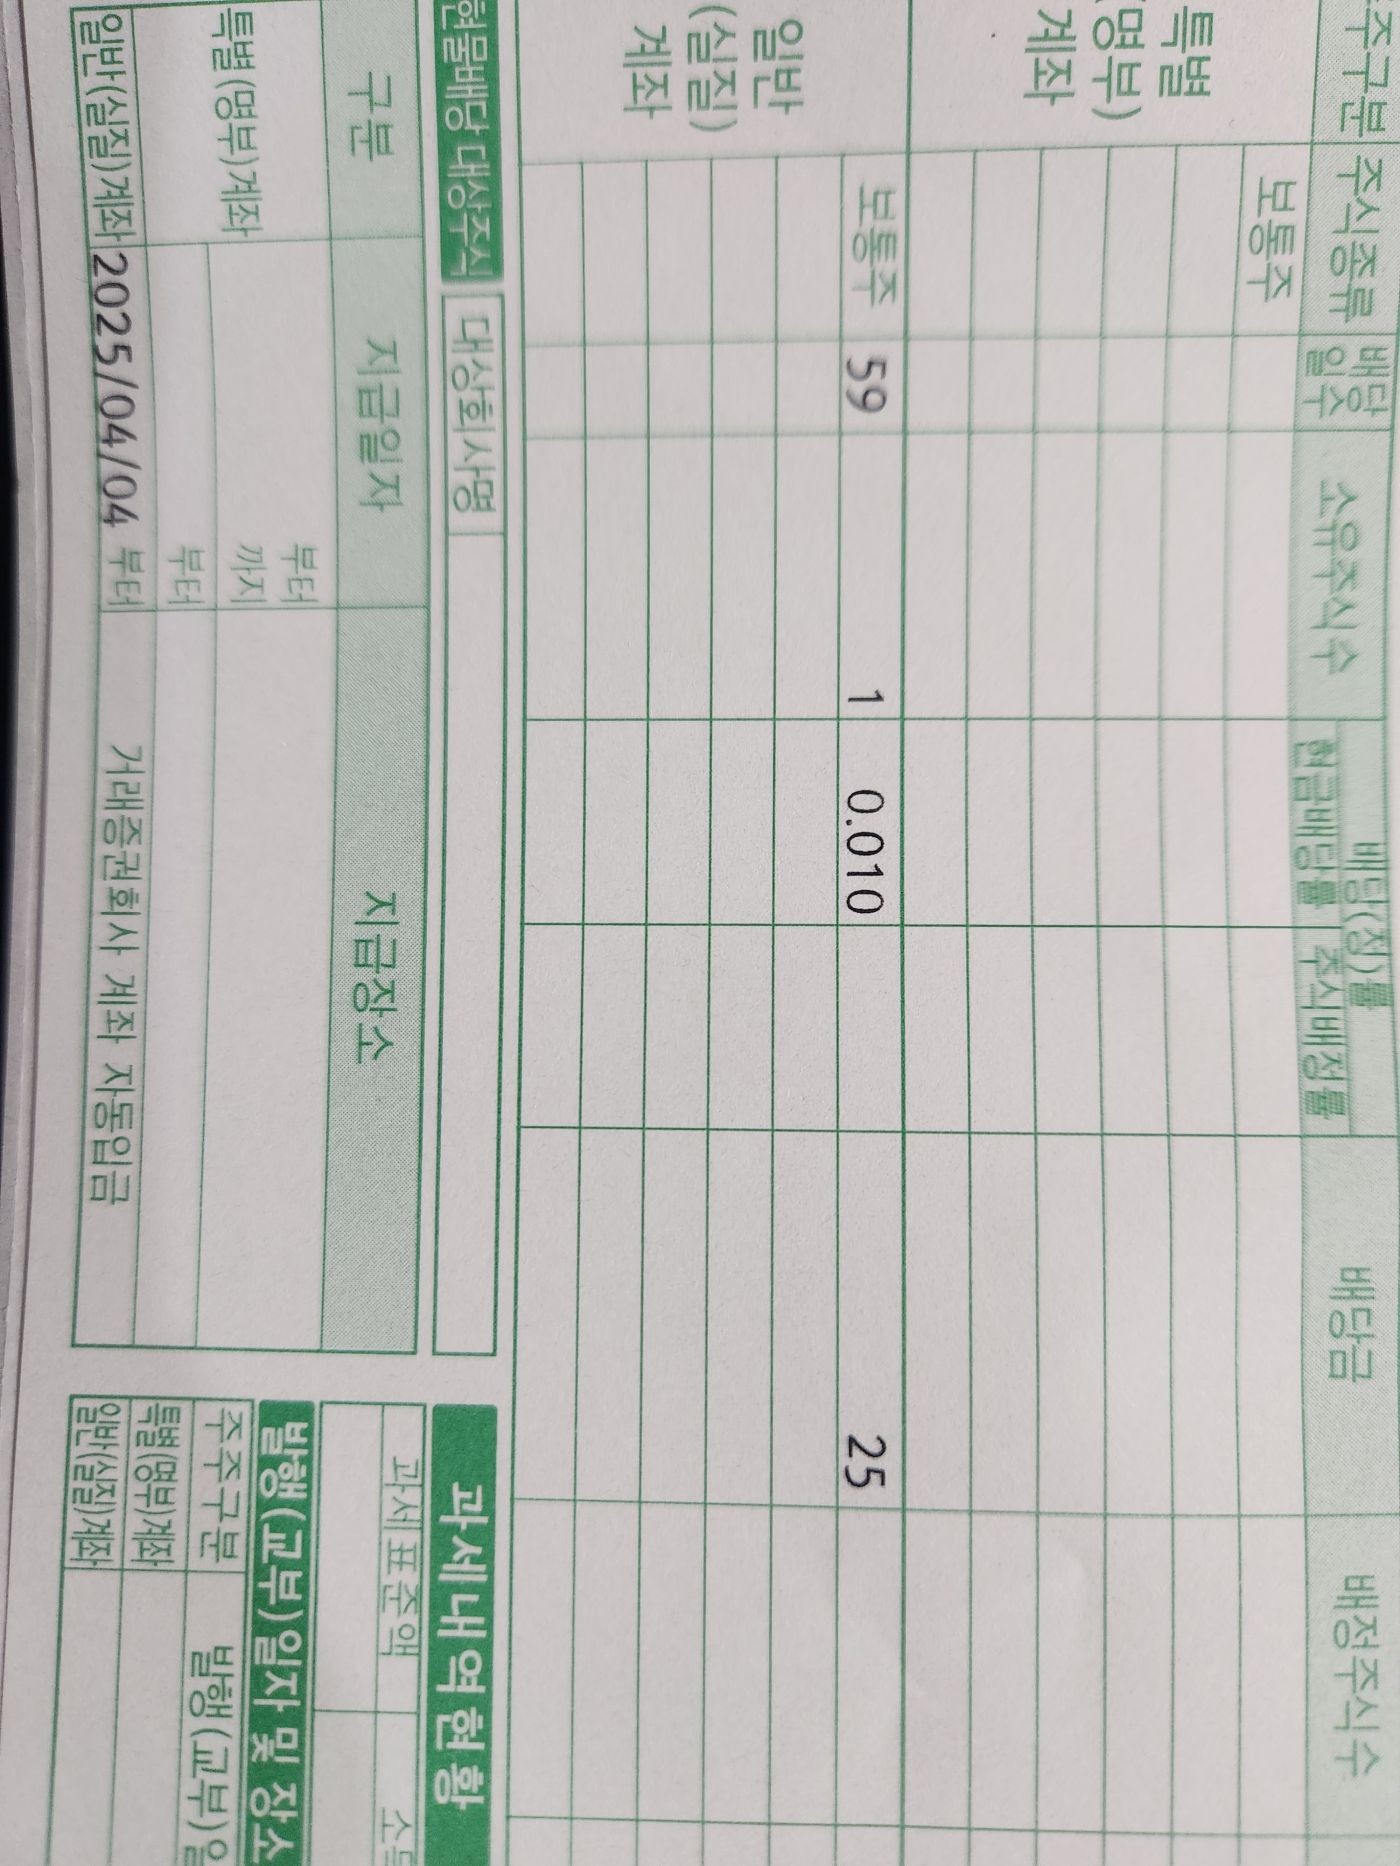 주구분 주식종류 배당일수 소유주식수 배당(정)률 배당금 배정주식수
현금배당률 주식배정률
특별(명부)계좌 보통주
일반(실질)계좌 보통주 59 1 0.010 25
현물배당 대상주식 대상회사명
구분 지급일자 지급장소
특별(명부)계좌 부터
까지
부터
일반(실질)계좌 2025/04/04 부터 거래증권회사 계좌 자동입금
과세내역현황
과세표준액
발행(교부)일자 및 장소
주주구분 발행(교부)일
특별(명부)계좌
일반(실질)계좌